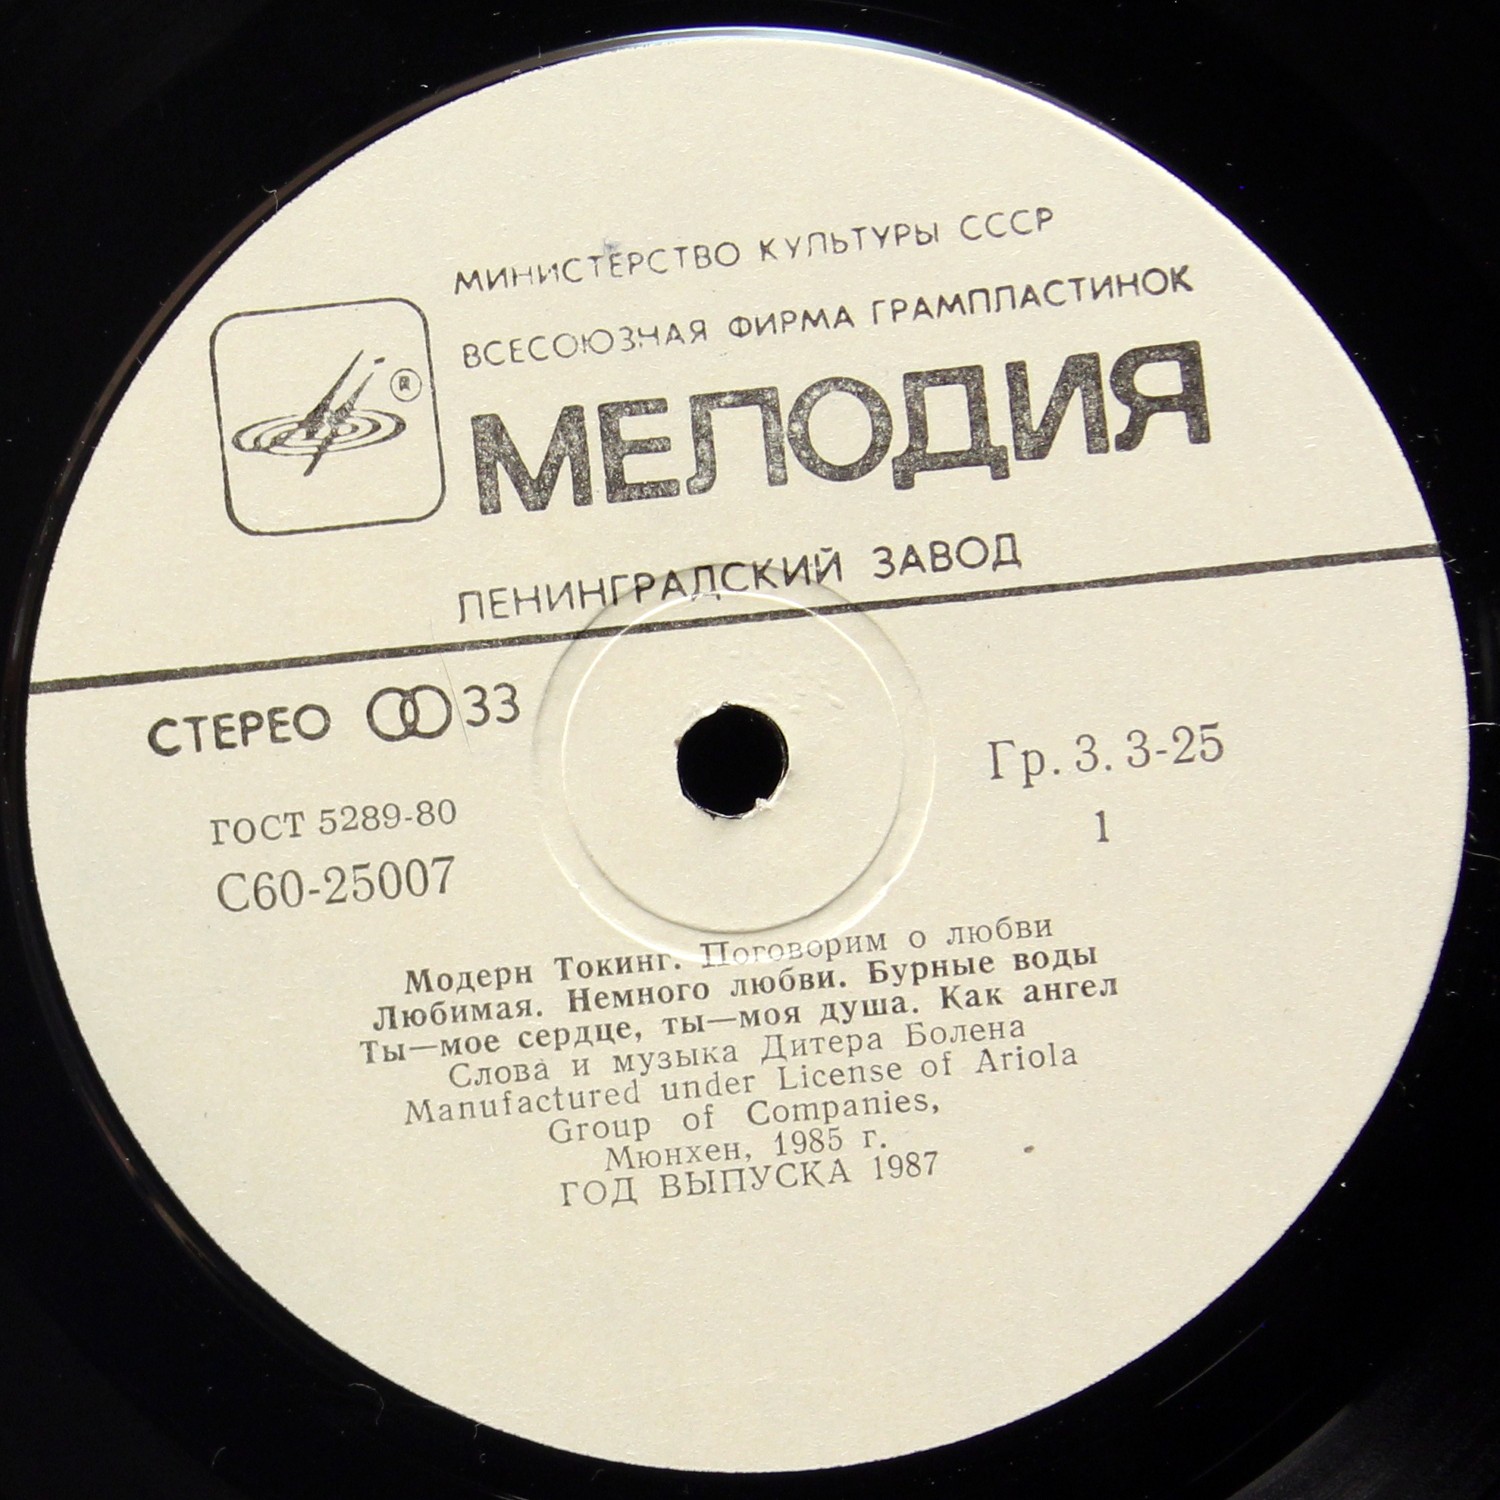 МИНИСТЕРСТВО КУЛЬТУРЫ СССР
ВСЕСОЮЗНАЯ ФИРМА ГРАМПЛАСТИНОК
®
МЕЛОДИЯ
ЛЕНИНГРАДСКИЙ ЗАВОД
СТЕРЕО 33
Гр. 3. 3-25
ГОСТ 5289-80
1
С60-25007
Модерн Токинг. Поговорим о любви
Любимая. Немного любви. Бурные воды
Ты—мое сердце, ты—моя душа. Как ангел
Слова и музыка Дитера Болена
Manufactured under License of Ariola
Group of Companies,
Мюнхен, 1985 г.
ГОД ВЫПУСКА 1987